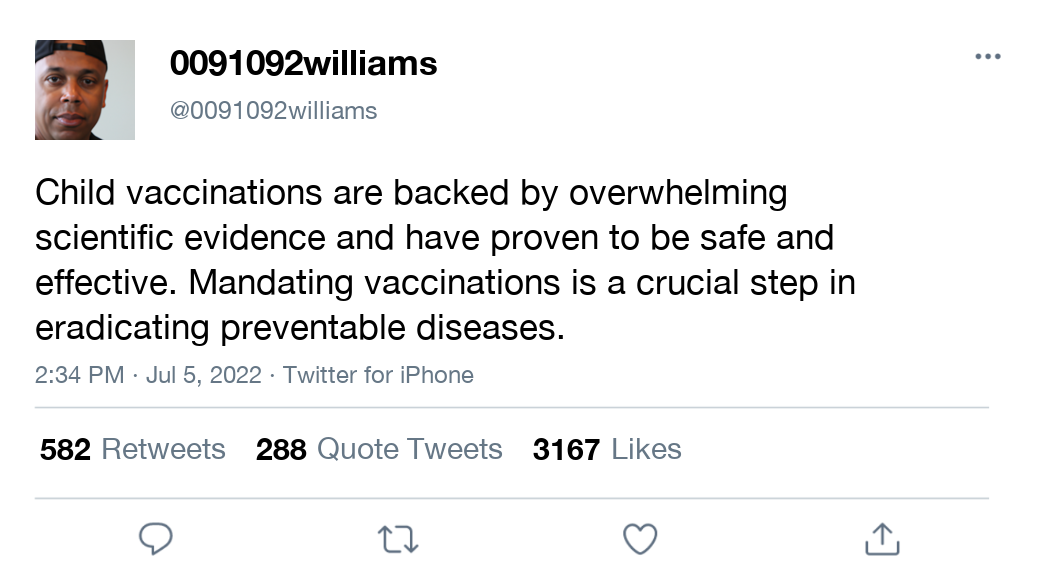 0091092williams
@0091092williams
Child vaccinations are backed by overwhelming
scientific evidence and have proven to be safe and
effective. Mandating vaccinations is a crucial step in
eradicating preventable diseases.
2:34 PM · Jul 5, 2022 · Twitter for iPhone
582 Retweets 288 Quote Tweets 3167 Likes